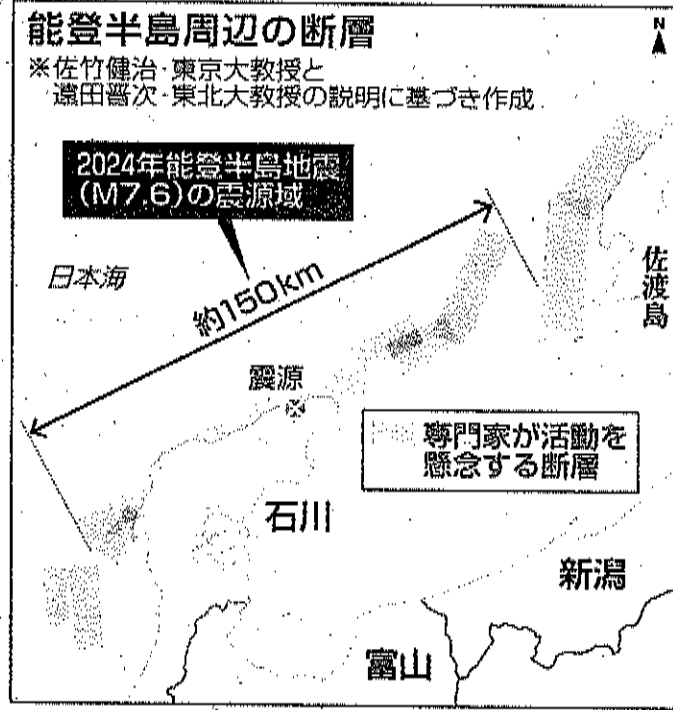 能登半島周辺の断層
※佐竹健治・東京大教授と
遠田晋次・東北大教授の説明に基づき作成
N
2024年能登半島地震
(M7.6)の震源域
日本海
約150km
佐渡島
震源
専門家が活動を
懸念する断層
石川
新潟
富山